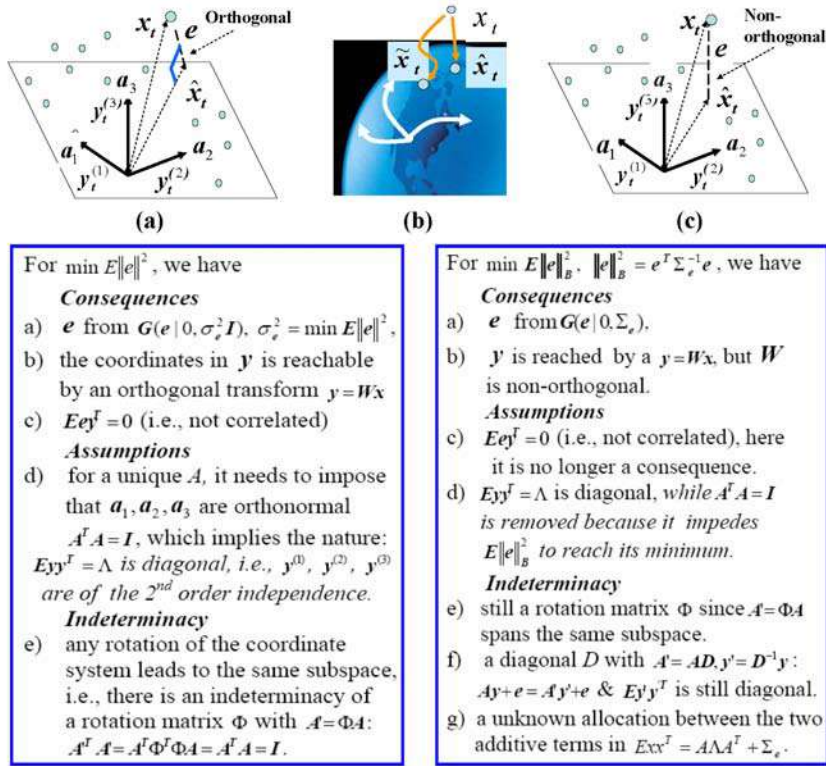 x_t e Orthogonal
x̂_t
a_3
y_t^(3)
a_1 a_2
y_t^(1) y_t^(2)
(a)
x_t
x̃_t x̂_t
(b)
Non-
orthogonal
x_t e
x̂_t
a_3
y_t^(3)
a_1 a_2
y_t^(1) y_t^(2)
(c)
For min E||e||², we have
Consequences
a) e from G(e | 0, σ_e² I), σ_e² = min E||e||²,
b) the coordinates in y is reachable
by an orthogonal transform y = Wx
c) Eey^T = 0 (i.e., not correlated)
Assumptions
d) for a unique A, it needs to impose
that a_1, a_2, a_3 are orthonormal
A^T A = I, which implies the nature:
Eyy^T = Λ is diagonal, i.e., y^(1), y^(2), y^(3)
are of the 2^nd order independence.
Indeterminacy
e) any rotation of the coordinate
system leads to the same subspace,
i.e., there is an indeterminacy of
a rotation matrix Φ with A' = ΦA:
A'^T A' = A^T Φ^T ΦA = A^T A = I.
For min E||e||_B², ||e||_B² = e^T Σ_e^-1 e, we have
Consequences
a) e from G(e | 0, Σ_e),
b) y is reached by a y = Wx, but W
is non-orthogonal.
Assumptions
c) Eey^T = 0 (i.e., not correlated), here
it is no longer a consequence.
d) Eyy^T = Λ is diagonal, while A^T A = I
is removed because it impedes
E||e||_B² to reach its minimum.
Indeterminacy
e) still a rotation matrix Φ since A' = ΦA
spans the same subspace.
f) a diagonal D with A' = AD, y' = D^-1 y:
Ay + e = A'y' + e & Ey'y'^T is still diagonal.
g) a unknown allocation between the two
additive terms in Exx^T = AΛA^T + Σ_e.